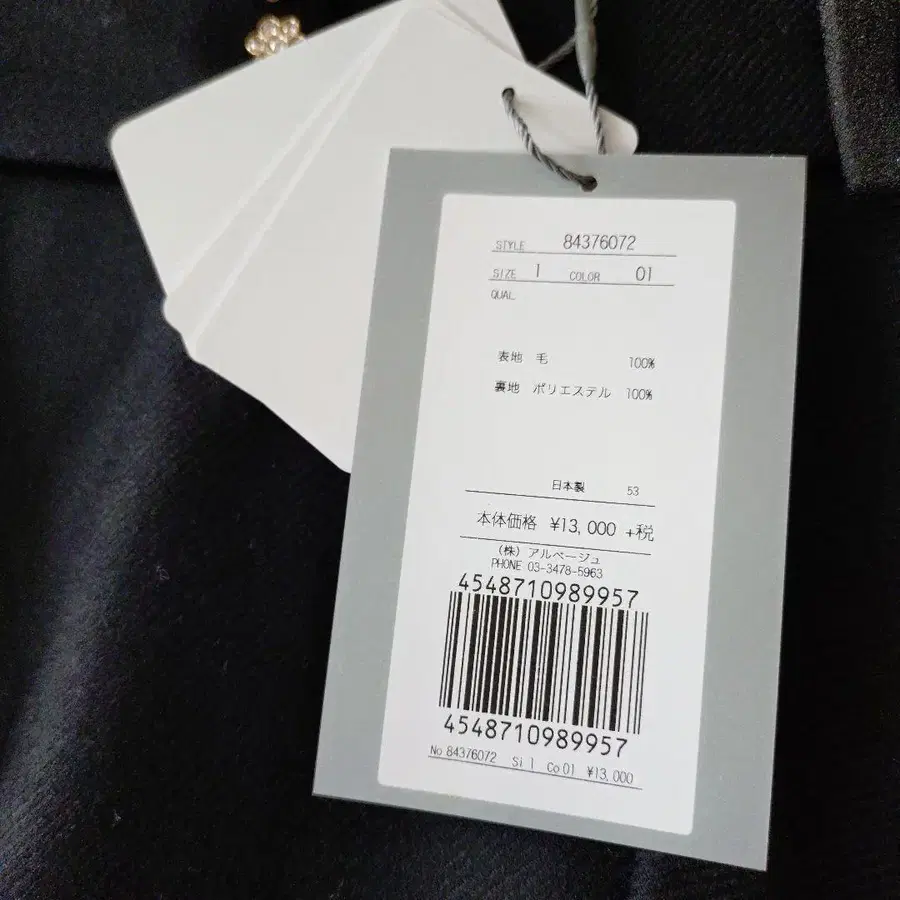 STYLE 84376072
SIZE 1 COLOR 01
QUAL
表地 毛 100%
裏地 ポリエステル 100%
日本製 53
本体価格 ¥13,000 +税
(株) アルページュ
PHONE 03-3478-5963
4548710989957
4548710989957
No 84376072 Si 1 Co 01 ¥13,000